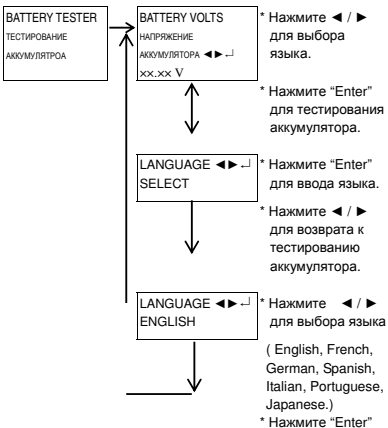 BATTERY TESTER
ТЕСТИРОВАНИЕ
АККУМУЛЯТРОА
BATTERY VOLTS
НАПРЯЖЕНИЕ
АККУМУЛЯТОРА ◄►↵
××.×× V
* Нажмите ◄ / ►
для выбора
языка.
* Нажмите “Enter”
для тестирования
аккумулятора.
LANGUAGE ◄►↵
SELECT
* Нажмите “Enter”
для ввода языка.
* Нажмите ◄ / ►
для возврата к
тестированию
аккумулятора.
LANGUAGE ◄►↵
ENGLISH
* Нажмите ◄ / ►
для выбора языка
( English, French,
German, Spanish,
Italian, Portuguese,
Japanese.)
* Нажмите “Enter”